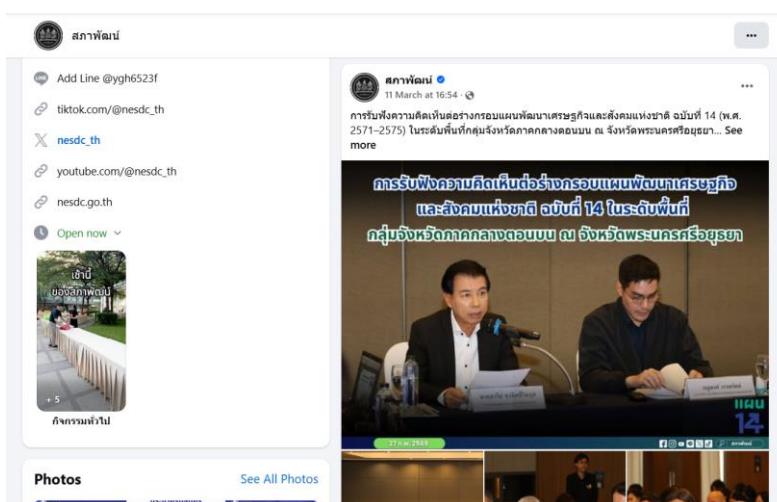 สภาพัฒน์
Add Line @ygh6523f
tiktok.com/@nesdc_th
nesdc_th
youtube.com/@nesdc_th
nesdc.go.th
Open now
เช้านี้
ของสภาพัฒน์
+ 5
กิจกรรมทั่วไป
Photos
See All Photos
สภาพัฒน์
11 March at 16:54
การรับฟังความคิดเห็นต่อร่างกรอบแผนพัฒนาเศรษฐกิจและสังคมแห่งชาติ ฉบับที่ 14 (พ.ศ.
2571–2575) ในระดับพื้นที่กลุ่มจังหวัดภาคกลางตอนบน ณ จังหวัดพระนครศรีอยุธยา... See
more
การรับฟังความคิดเห็นต่อร่างกรอบแผนพัฒนาเศรษฐกิจ
และสังคมแห่งชาติ ฉบับที่ 14 ในระดับพื้นที่
กลุ่มจังหวัดภาคกลางตอนบน ณ จังหวัดพระนครศรีอยุธยา
แผน
14
27 ก.พ. 2569
สภาพัฒน์